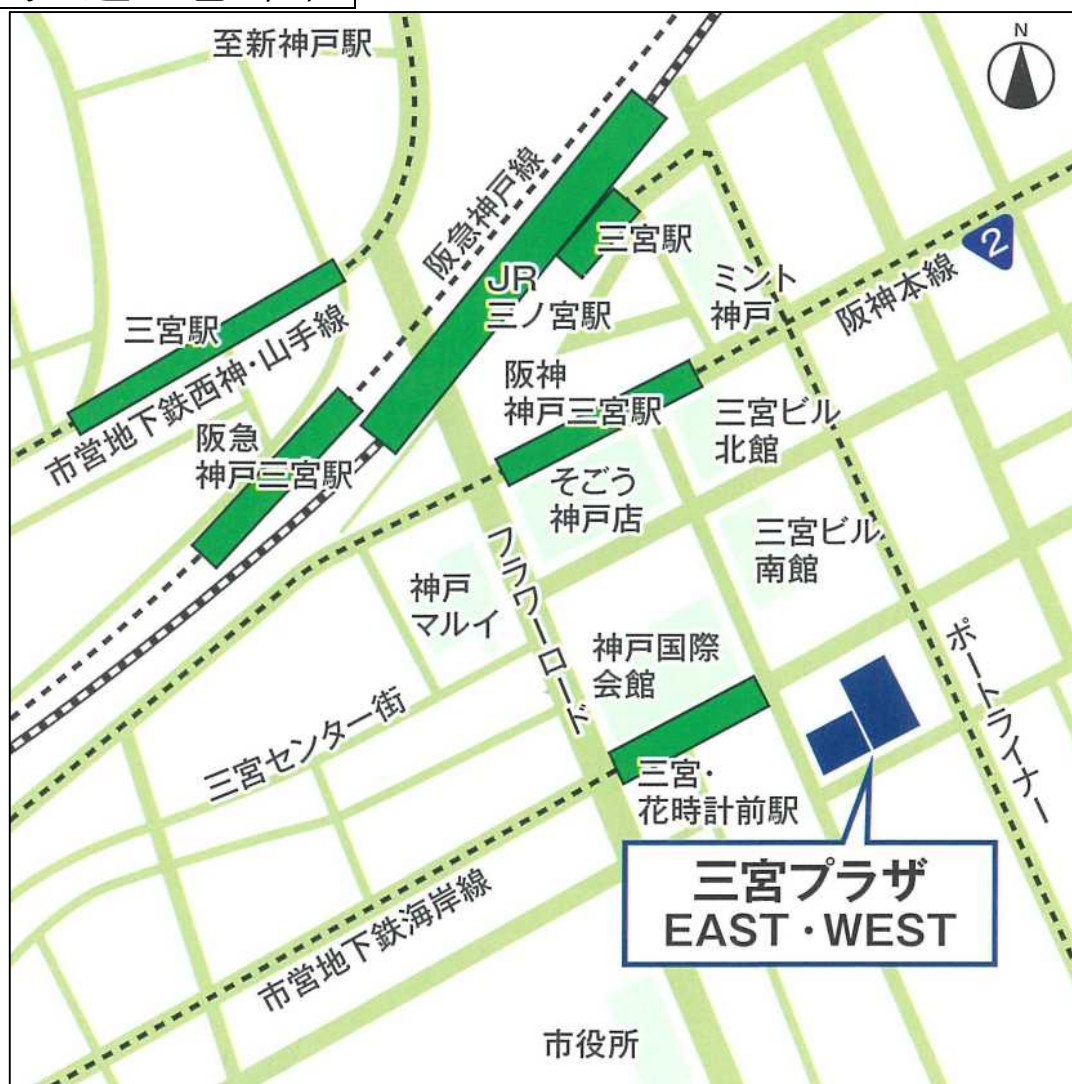 至新神戸駅
N
阪急神戸線
三宮駅
JR
三ノ宮駅
ミント
神戸
2
阪神本線
三宮駅
市営地下鉄西神・山手線
阪急
神戸三宮駅
阪神
神戸三宮駅
三宮ビル
北館
そごう
神戸店
三宮ビル
南館
神戸
マルイ
フラワーロード
神戸国際
会館
ポートライナー
三宮センター街
三宮・
花時計前駅
三宮プラザ
EAST・WEST
市営地下鉄海岸線
市役所